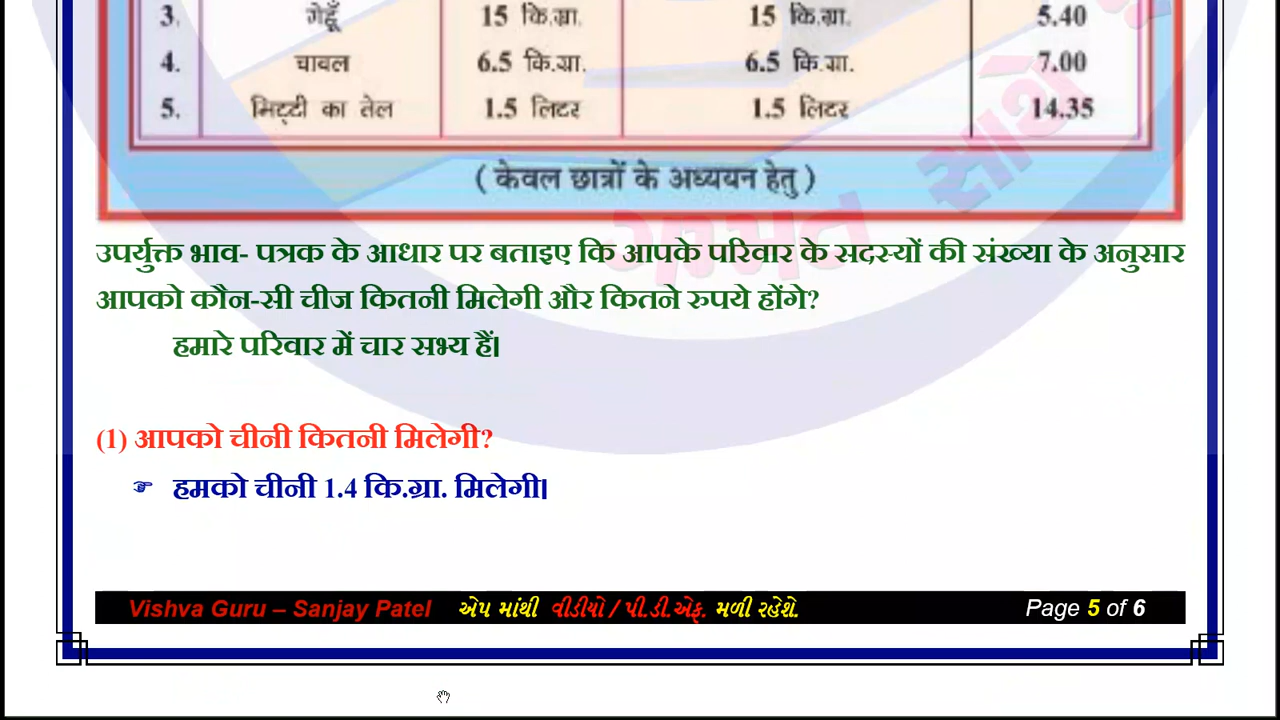 3. गेहूँ 15 कि.ग्रा. 15 कि.ग्रा. 5.40
4. चावल 6.5 कि.ग्रा. 6.5 कि.ग्रा. 7.00
5. मिट्टी का तेल 1.5 लिटर 1.5 लिटर 14.35
( केवल छात्रों के अध्ययन हेतु )
उपर्युक्त भाव- पत्रक के आधार पर बताइए कि आपके परिवार के सदस्यों की संख्या के अनुसार
आपको कौन-सी चीज कितनी मिलेगी और कितने रुपये होंगे?
हमारे परिवार में चार सभ्य हैं।
(1) आपको चीनी कितनी मिलेगी?
☞ हमको चीनी 1.4 कि.ग्रा. मिलेगी।
Vishva Guru – Sanjay Patel એપ માંથી વીડીયો / પી.ડી.એફ. મળી રહેશે. Page 5 of 6